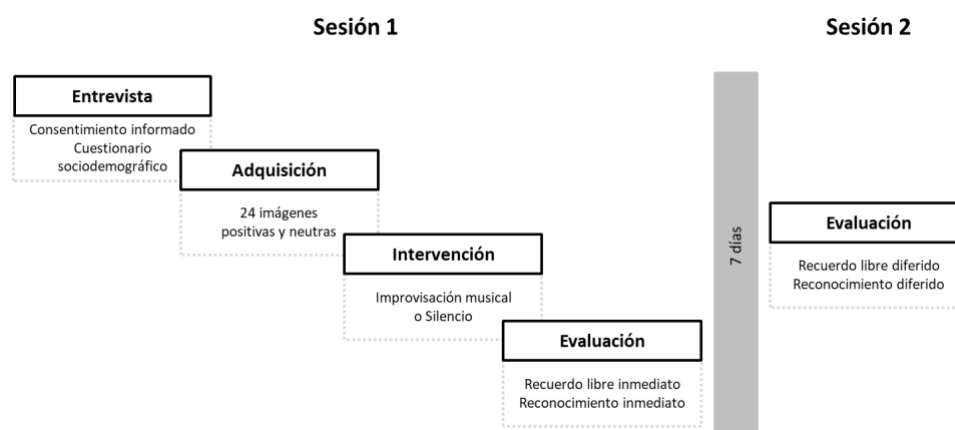 Sesión 1
Sesión 2
Entrevista
Consentimiento informado
Cuestionario
sociodemográfico
Adquisición
24 imágenes
positivas y neutras
Intervención
Improvisación musical
o Silencio
Evaluación
Recuerdo libre inmediato
Reconocimiento inmediato
7 días
Evaluación
Recuerdo libre diferido
Reconocimiento diferido